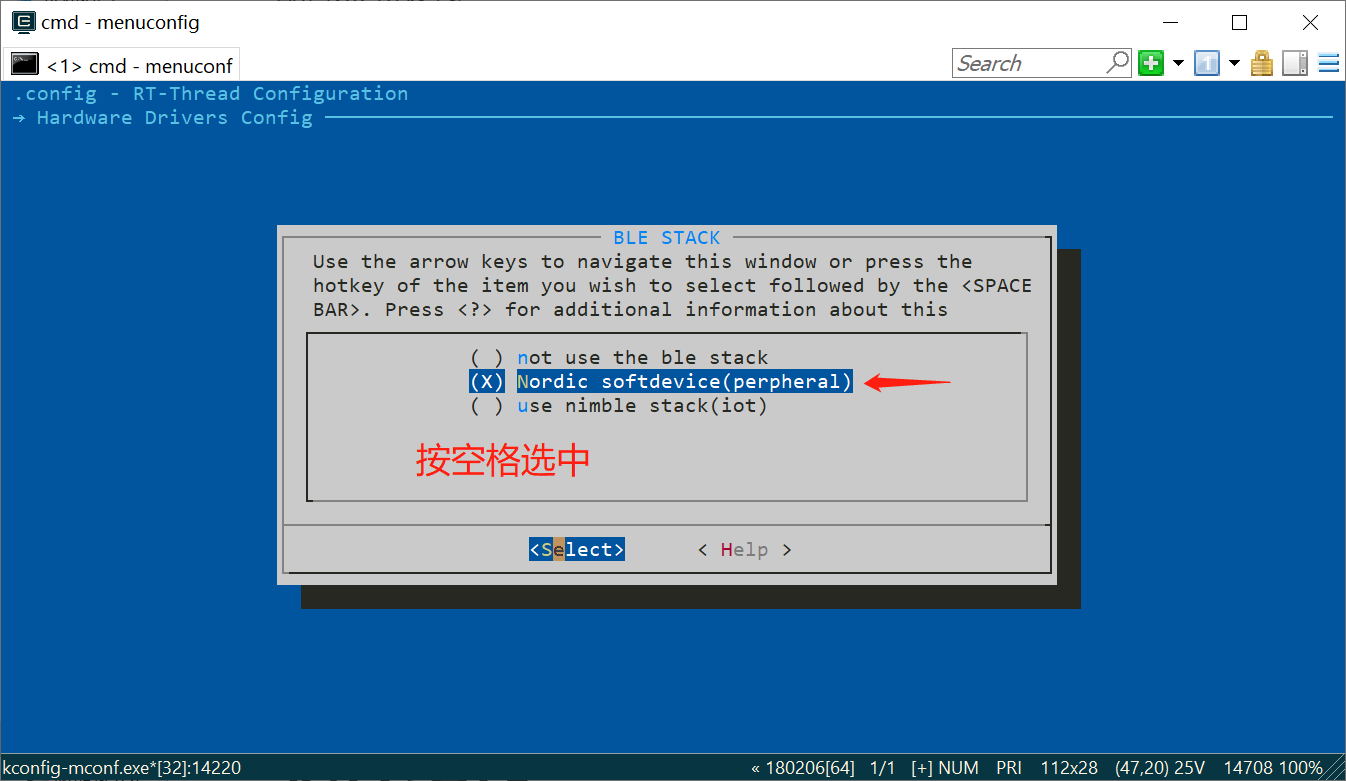 cmd - menuconfig
<1> cmd - menuconf
Search
.config - RT-Thread Configuration
→ Hardware Drivers Config
BLE STACK
Use the arrow keys to navigate this window or press the
hotkey of the item you wish to select followed by the <SPACE
BAR>. Press <?> for additional information about this
( ) not use the ble stack
(X) Nordic softdevice(perpheral)
( ) use nimble stack(iot)
按空格选中
<Select> < Help >
kconfig-mconf.exe*[32]:14220 « 180206[64] 1/1 [+] NUM PRI 112x28 (47,20) 25V 14708 100%